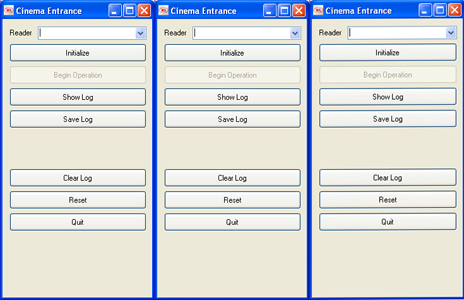 Cinema Entrance
Reader
Initialize
Begin Operation
Show Log
Save Log
Clear Log
Reset
Quit
Cinema Entrance
Reader
Initialize
Begin Operation
Show Log
Save Log
Clear Log
Reset
Quit
Cinema Entrance
Reader
Initialize
Begin Operation
Show Log
Save Log
Clear Log
Reset
Quit